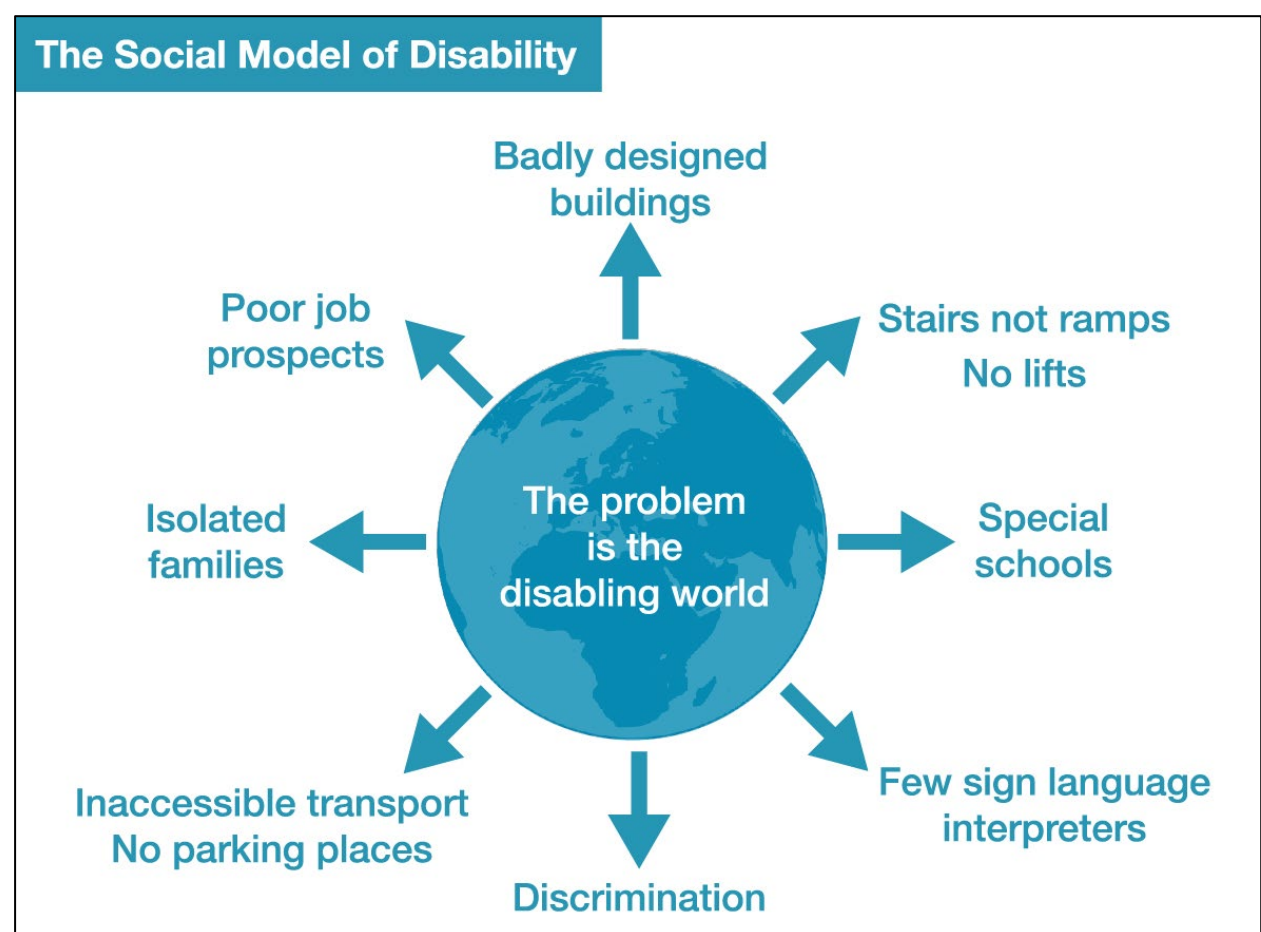 The Social Model of Disability
Badly designed
buildings
Stairs not ramps
No lifts
Special
schools
Few sign language
interpreters
Discrimination
Inaccessible transport
No parking places
Isolated
families
Poor job
prospects
The problem
is the
disabling world